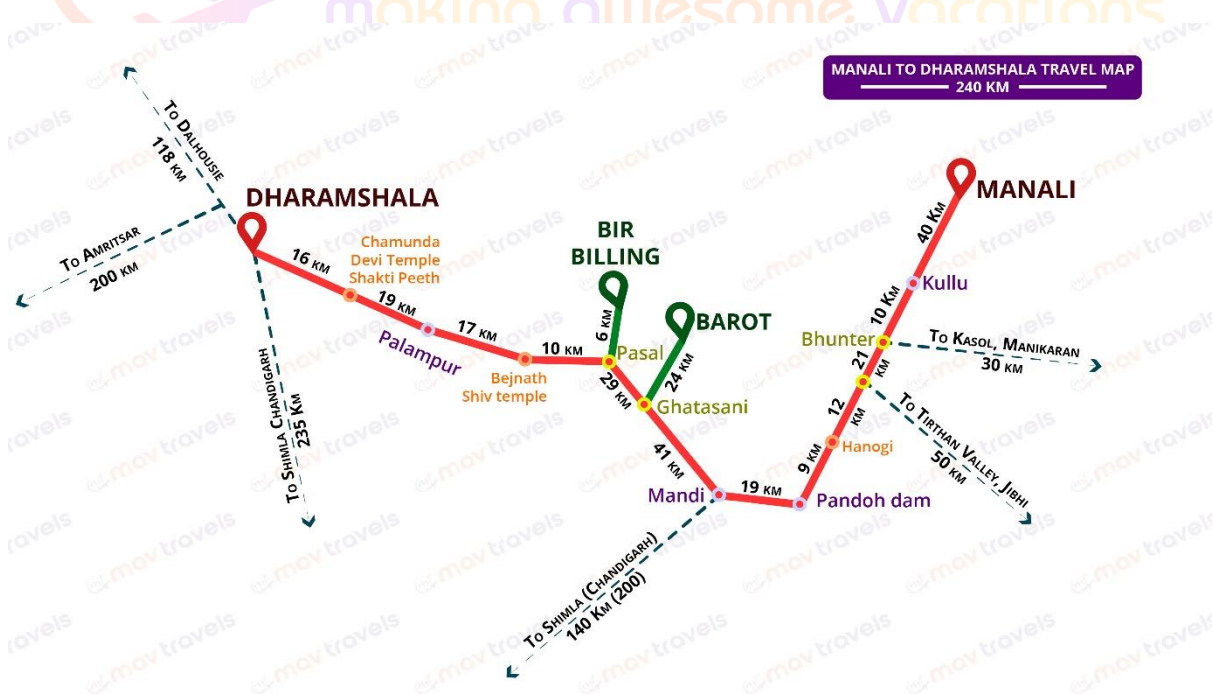 making awesome vacations
MANALI TO DHARAMSHALA TRAVEL MAP
240 KM
To Dalhousie
118 KM
To Amritsar
200 KM
DHARAMSHALA
16 KM
Chamunda
Devi Temple
Shakti Peeth
19 KM
Palampur
17 KM
Bejnath
Shiv temple
10 KM
BIR
BILLING
6 KM
Pasal
29 KM
BAROT
24 KM
Ghatasani
41 KM
Mandi
19 KM
Pandoh dam
9 KM
Hanogi
12
KM
21
KM
Bhunter
10 KM
Kullu
40 KM
MANALI
To Kasol, Manikaran
30 KM
To Tirthan Valley, Jibhi
50 KM
To Shimla Chandigarh
235 KM
To Shimla (Chandigarh)
140 KM (200)
mav travels